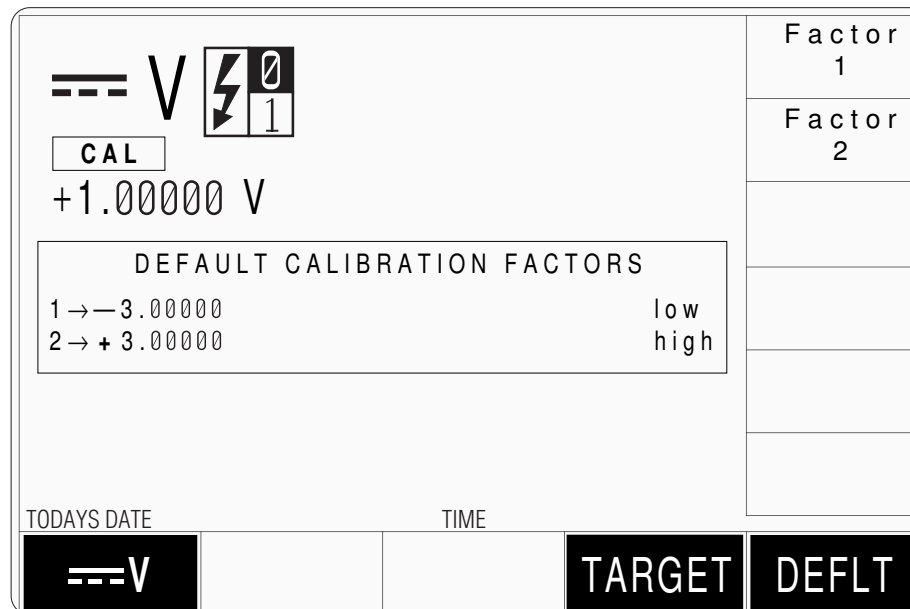 V 0
1
CAL
+1.00000 V
DEFAULT CALIBRATION FACTORS
1→—3.00000 low
2→ + 3.00000 high
Factor
1
Factor
2
TODAYS DATE TIME
V TARGET DEFLT